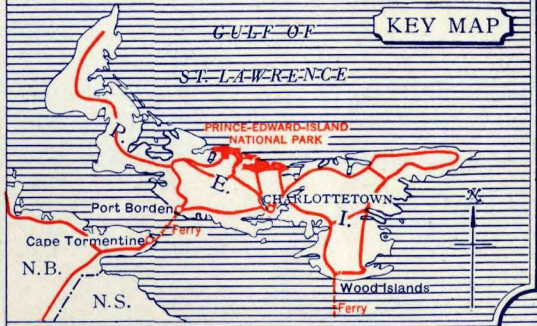 KEY MAP
GULF OF
ST. LAWRENCE
PRINCE-EDWARD-ISLAND
NATIONAL PARK
P.
E.
I.
CHARLOTTETOWN
Port Borden
Ferry
Cape Tormentine
N.B.
N.S.
N
Wood Islands
Ferry